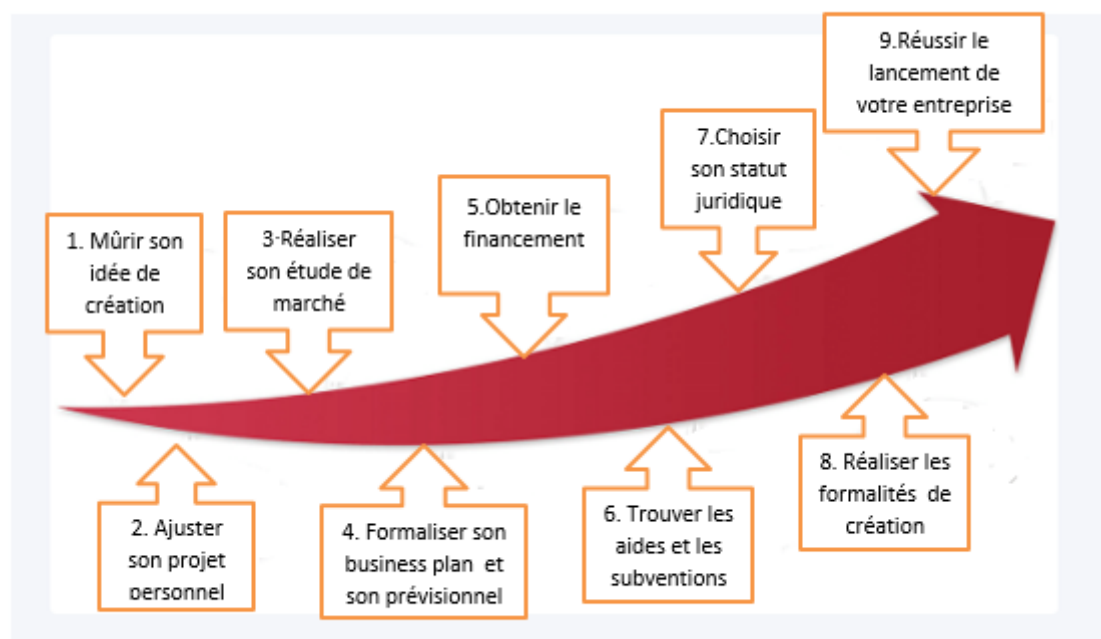 1. Mûrir son
idée de
création
2. Ajuster
son projet
personnel
3-Réaliser
son étude de
marché
4. Formaliser son
business plan et
son prévisionnel
5.Obtenir le
financement
6. Trouver les
aides et les
subventions
7.Choisir
son statut
juridique
8. Réaliser les
formalités de
création
9.Réussir le
lancement de
votre entreprise